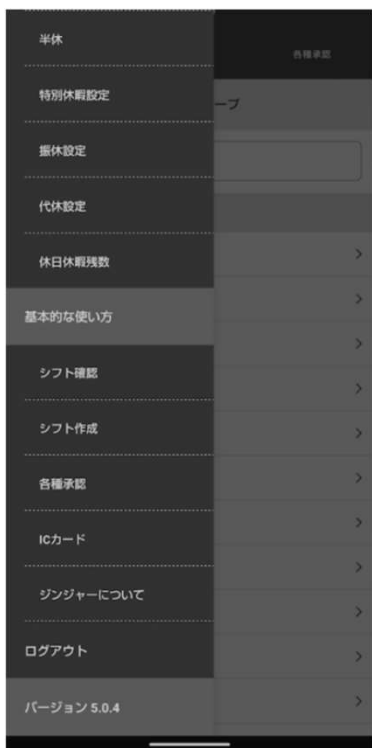 半休
各種承認
特別休暇設定
ープ
振休設定
代休設定
休日休暇残数
基本的な使い方
シフト確認
シフト作成
各種承認
ICカード
ジンジャーについて
ログアウト
バージョン 5.0.4